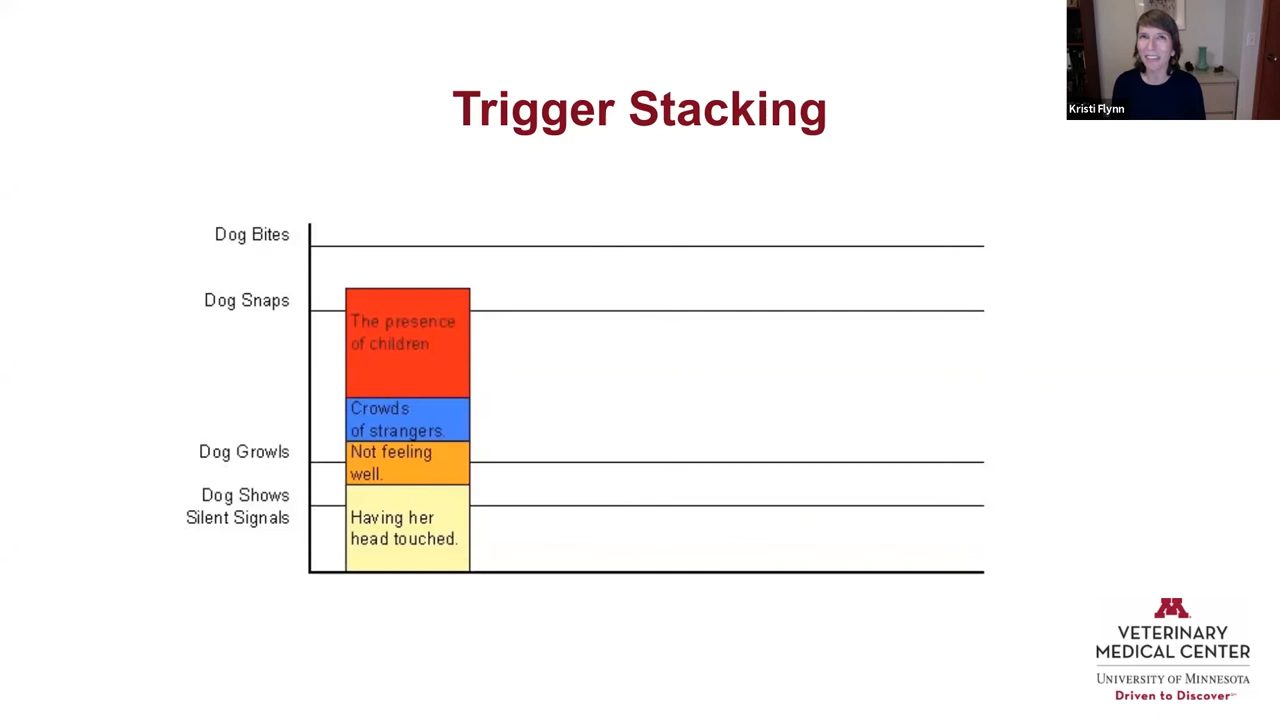 Kristi Flynn
Trigger Stacking
Dog Bites
Dog Snaps
The presence
of children
Crowds
of strangers.
Dog Growls
Not feeling
well.
Dog Shows
Silent Signals
Having her
head touched.
M
VETERINARY
MEDICAL CENTER
UNIVERSITY OF MINNESOTA
Driven to Discover℠